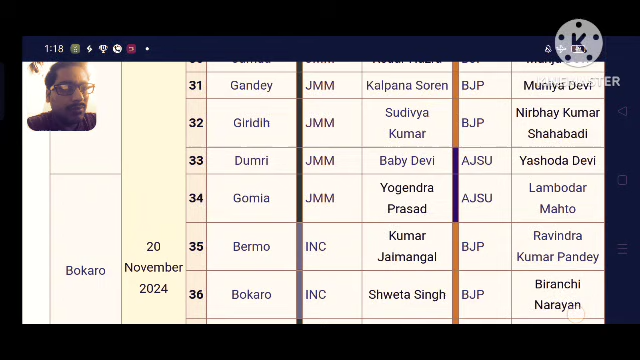 1:18
31 Gandey JMM Kalpana Soren BJP Muniya Devi
32 Giridih JMM Sudivya Kumar BJP Nirbhay Kumar Shahabadi
33 Dumri JMM Baby Devi AJSU Yashoda Devi
34 Gomia JMM Yogendra Prasad AJSU Lambodar Mahto
Bokaro
20 November 2024
35 Bermo INC Kumar Jaimangal BJP Ravindra Kumar Pandey
36 Bokaro INC Shweta Singh BJP Biranchi Narayan